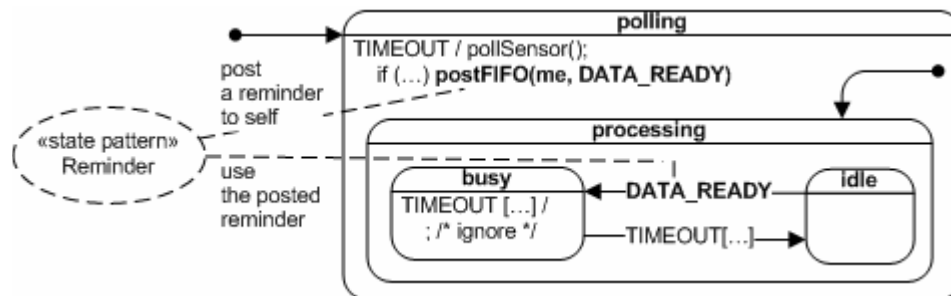 polling
TIMEOUT / pollSensor();
if (...) postFIFO(me, DATA_READY)
post
a reminder
to self
«state pattern»
Reminder
use
the posted
reminder
processing
busy
TIMEOUT [...] /
; /* ignore */
DATA_READY
TIMEOUT[...]
idle